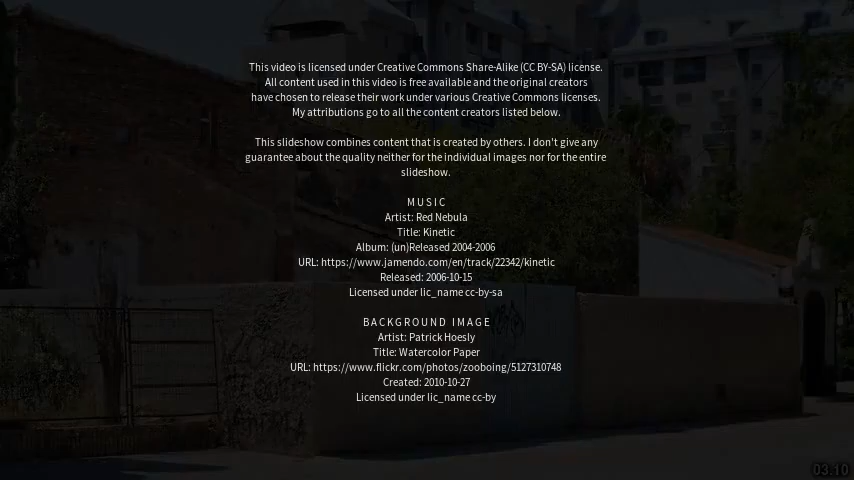 This video is licensed under Creative Commons Share-Alike (CC BY-SA) license.
All content used in this video is free available and the original creators
have chosen to release their work under various Creative Commons licenses.
My attributions go to all the content creators listed below.
This slideshow combines content that is created by others. I don't give any
guarantee about the quality neither for the individual images nor for the entire
slideshow.
MUSIC
Artist: Red Nebula
Title: Kinetic
Album: (un)Released 2004-2006
URL: https://www.jamendo.com/en/track/22342/kinetic
Released: 2006-10-15
Licensed under lic_name cc-by-sa
BACKGROUND IMAGE
Artist: Patrick Hoesly
Title: Watercolor Paper
URL: https://www.flickr.com/photos/zooboing/5127310748
Created: 2010-10-27
Licensed under lic_name cc-by
03.10